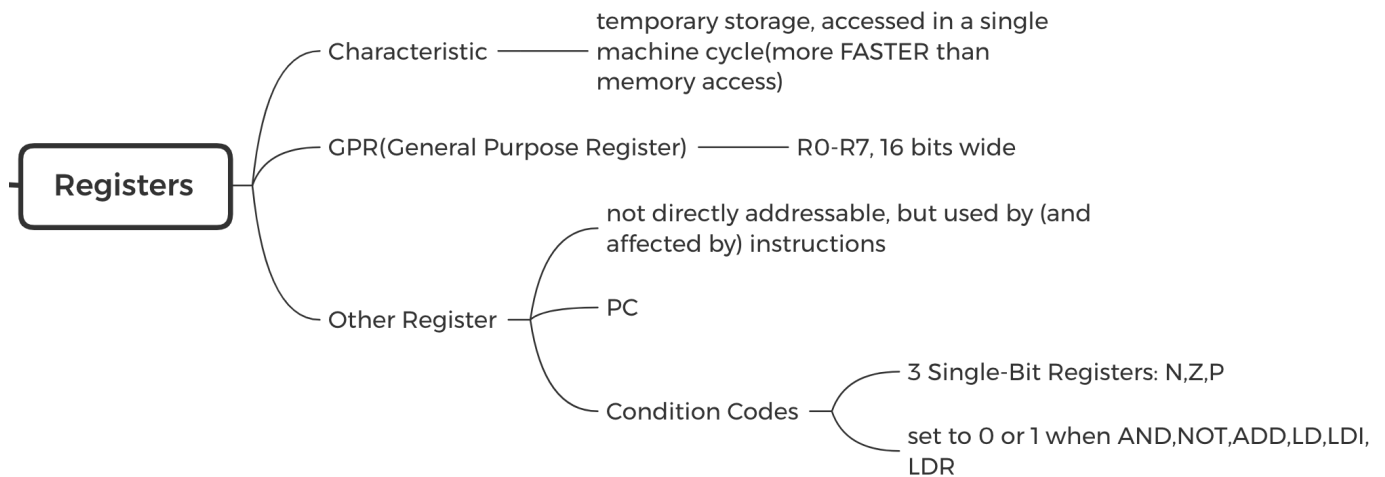 temporary storage, accessed in a single
machine cycle(more FASTER than
memory access)
Characteristic
GPR(General Purpose Register)
R0-R7, 16 bits wide
Registers
not directly addressable, but used by (and
affected by) instructions
PC
Other Register
Condition Codes
3 Single-Bit Registers: N,Z,P
set to 0 or 1 when AND,NOT,ADD,LD,LDI,
LDR